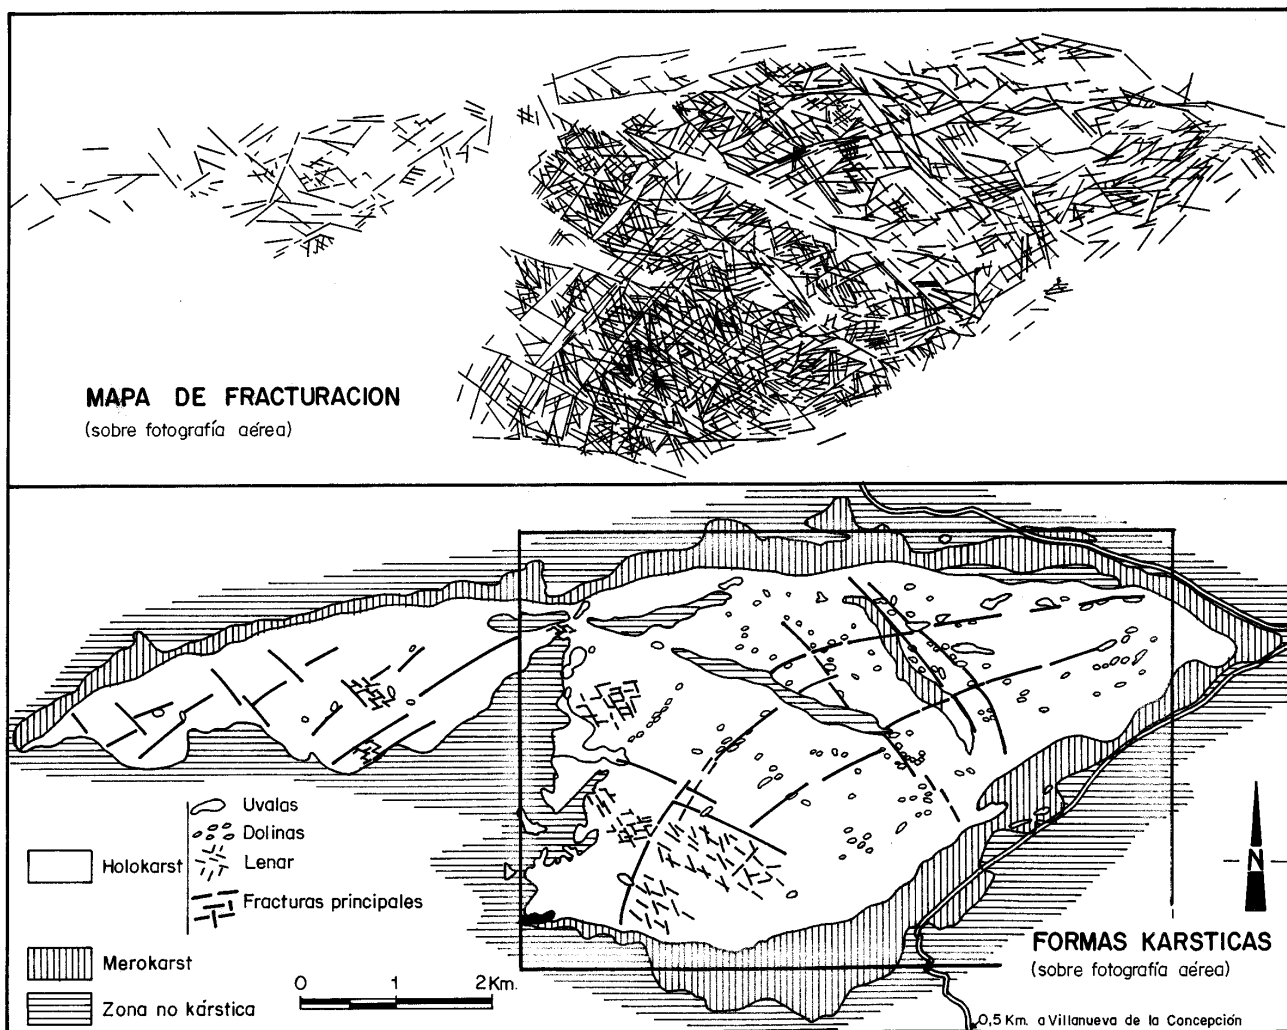 MAPA DE FRACTURACION
(sobre fotografía aérea)
Uvalas
Dolinas
Lenar
Holokarst
Fracturas principales
Merokarst
Zona no kárstica
0 1 2 Km.
N
FORMAS KARSTICAS
(sobre fotografía aérea)
0,5 Km. a Villanueva de la Concepción